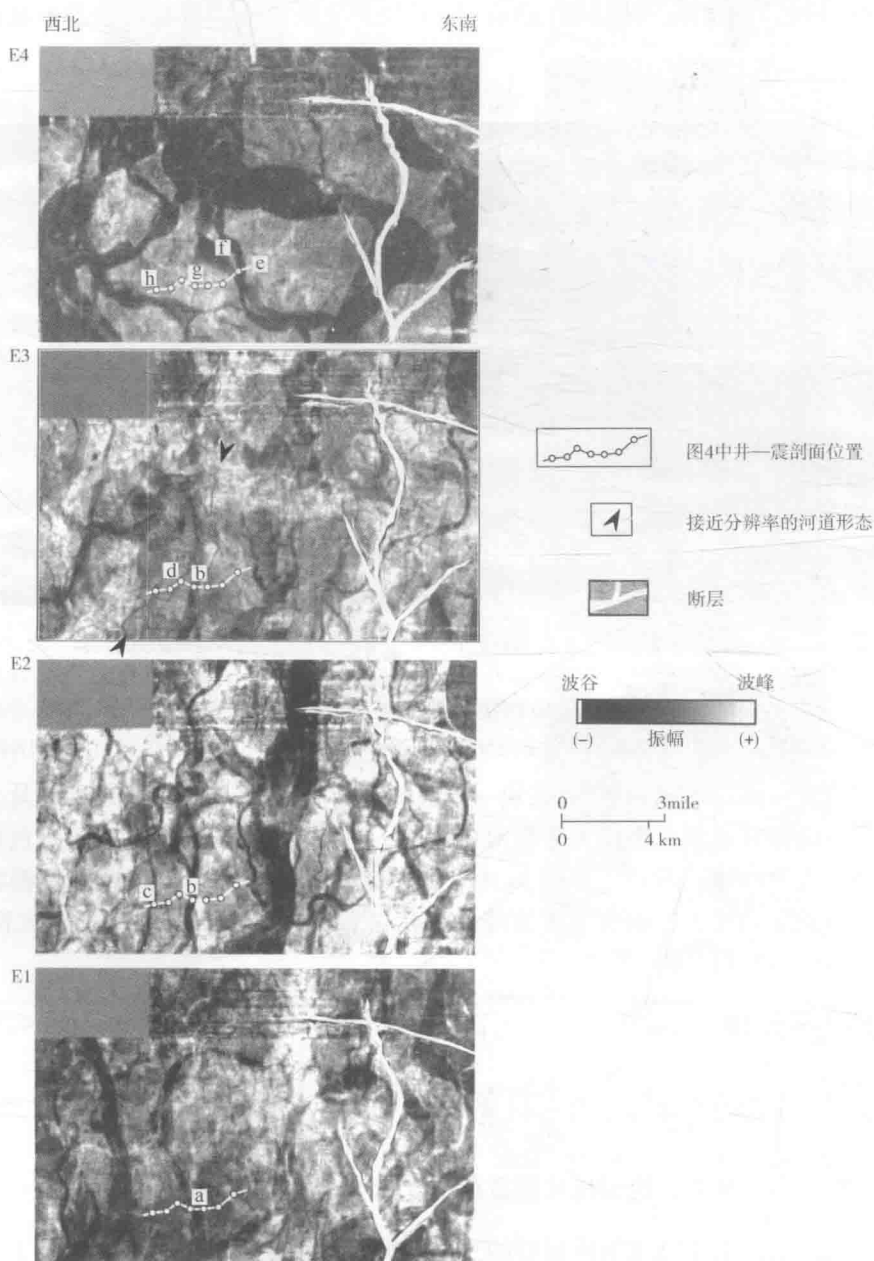 西北 东南
E4
f
e
g
h
E3
d b
E2
c b
E1
a
图4中井—震剖面位置
接近分辨率的河道形态
断层
波谷 波峰
(-) 振幅 (+)
0 3mile
0 4 km